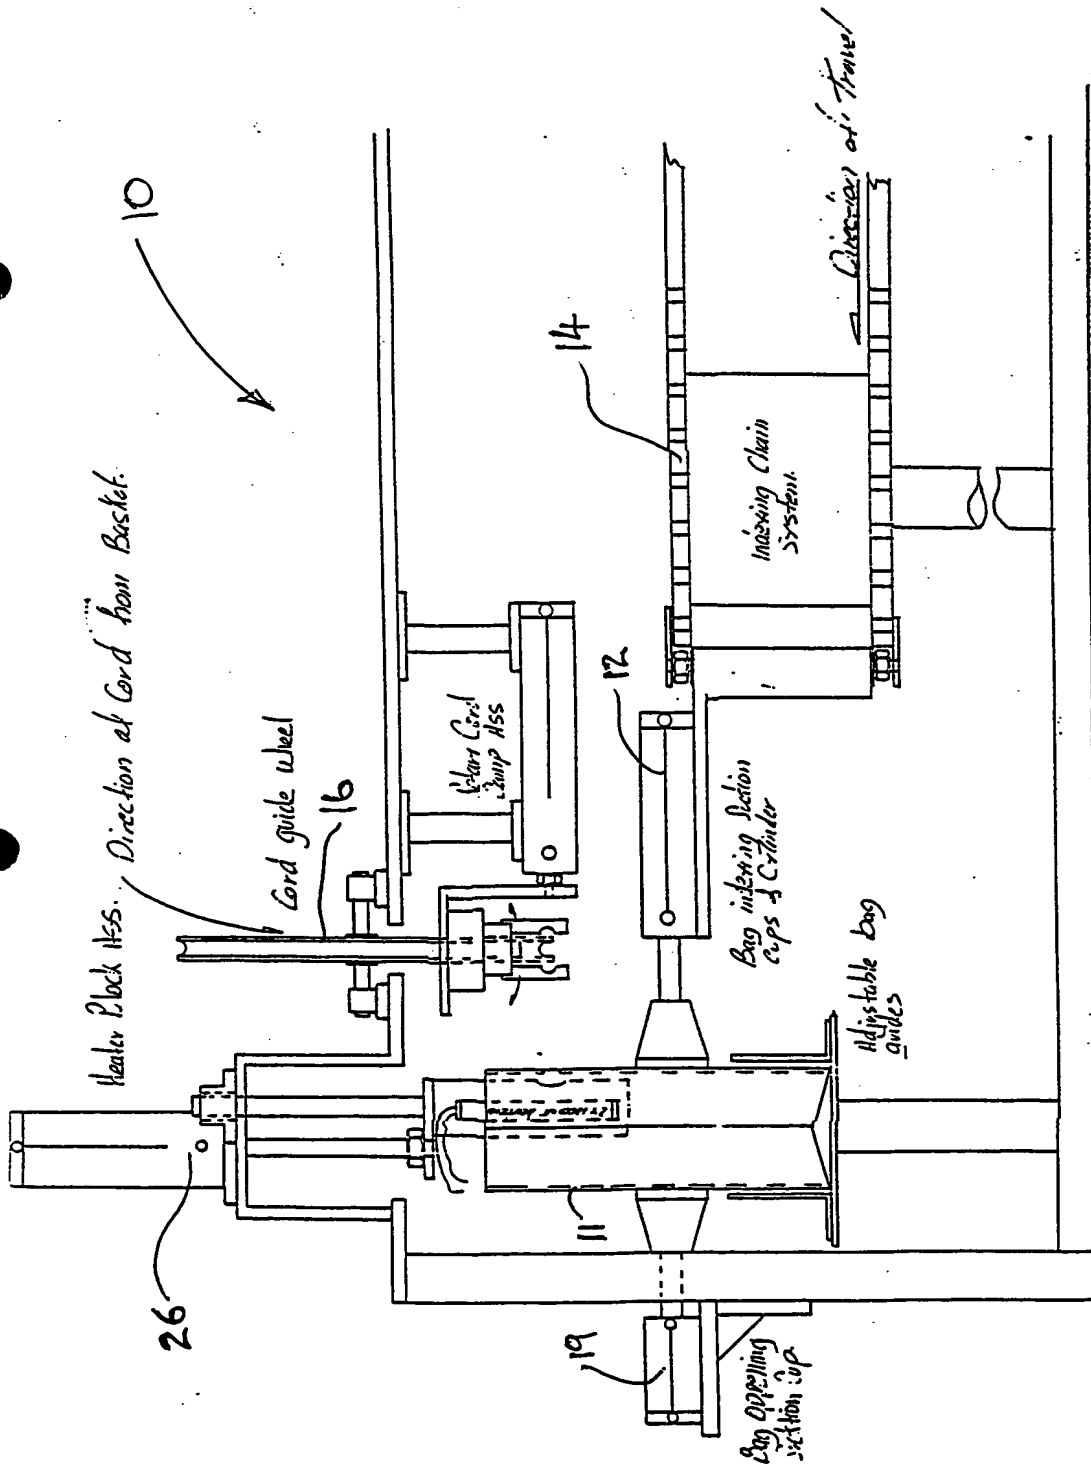 10
Heater Block Ass.
Direction of Cord from Basket.
Cord guide wheel
16
26
Cord
Clamp Ass
14
Indexing Chain
System.
Direction of Travel
12
Bag indexing Suction
Cups & Cylinder
Adjustable bag
guides
11
19
Bag Opening
Suction Cup